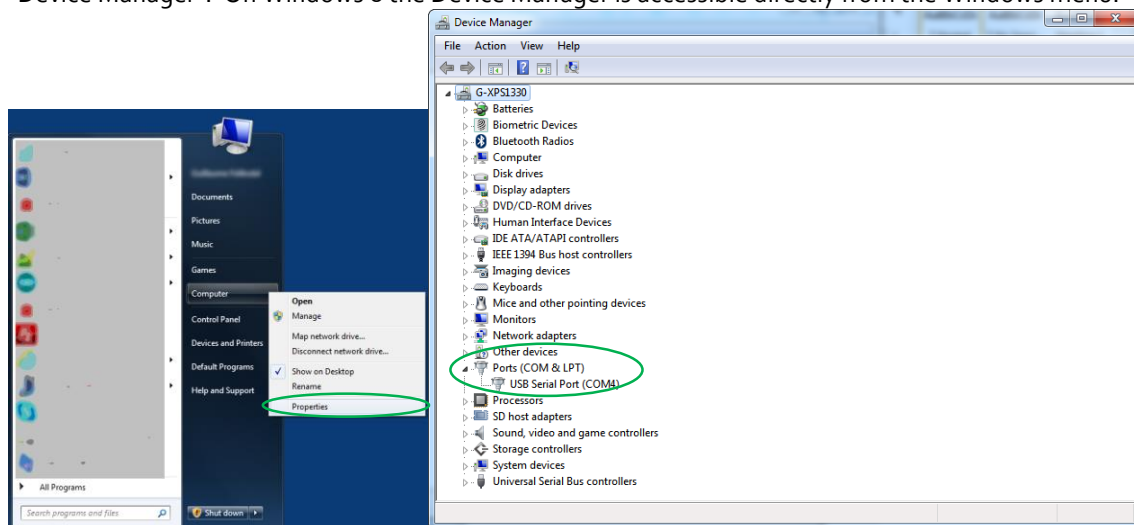 Device Manager". On Windows 8 the Device Manager is accessible directly from the Windows menu.
Device Manager
File Action View Help
G-XPS1330
Batteries
Biometric Devices
Bluetooth Radios
Computer
Disk drives
Display adapters
DVD/CD-ROM drives
Human Interface Devices
IDE ATA/ATAPI controllers
IEEE 1394 Bus host controllers
Imaging devices
Keyboards
Mice and other pointing devices
Monitors
Network adapters
Other devices
Ports (COM & LPT)
USB Serial Port (COM4)
Processors
SD host adapters
Sound, video and game controllers
Storage controllers
System devices
Universal Serial Bus controllers
Documents
Pictures
Music
Games
Computer
Control Panel
Devices and Printers
Default Programs
Help and Support
Open
Manage
Map network drive...
Disconnect network drive...
Show on Desktop
Rename
Properties
All Programs
Search programs and files
Shut down